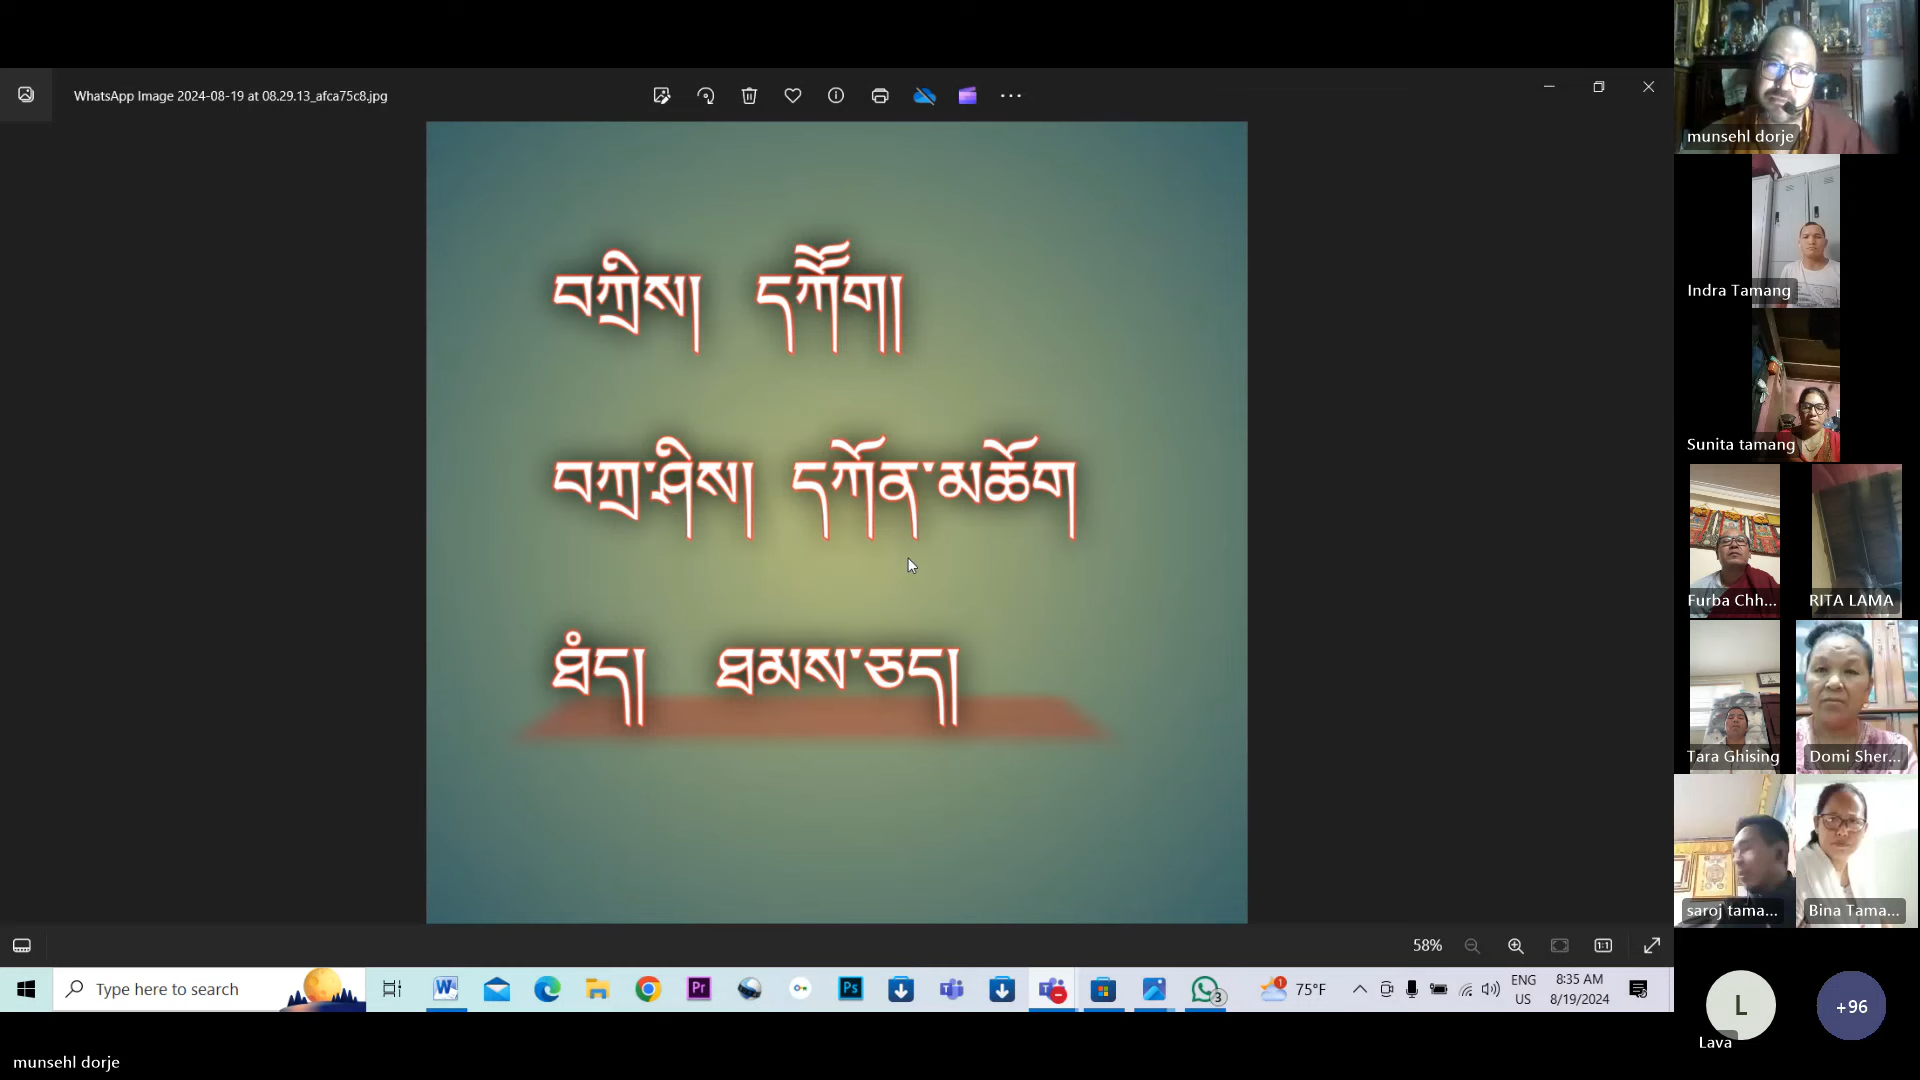 WhatsApp Image 2024-08-19 at 08.29.13_afca75c8.jpg
བཀྲིས། དཀོཽག།
བཀྲ་ཤིས། དཀོན་མཆོག
ཐཾད། ཐམས་ཅད།
58%
Type here to search
3
1
75°F
ENG
US
8:35 AM
8/19/2024
munsehl dorje
munsehl dorje
Indra Tamang
Sunita tamang
Furba Chh...
RITA LAMA
Tara Ghising
Domi Sher...
saroj tama...
Bina Tama...
L
Lava
+96